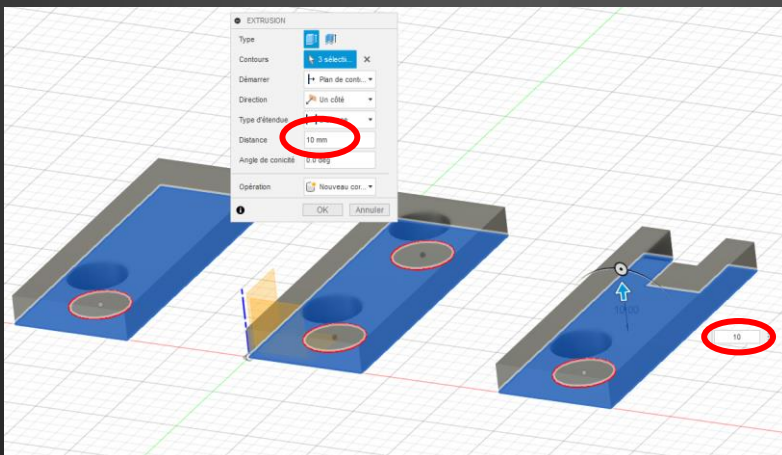 EXTRUSION
Type
Contours 3 sélecti... X
Démarrer Plan de contu...
Direction Un côté
Type d'étendue
Distance 10 mm
Angle de conicité 0.0 deg
Opération Nouveau cor...
OK Annuler
10.00
10